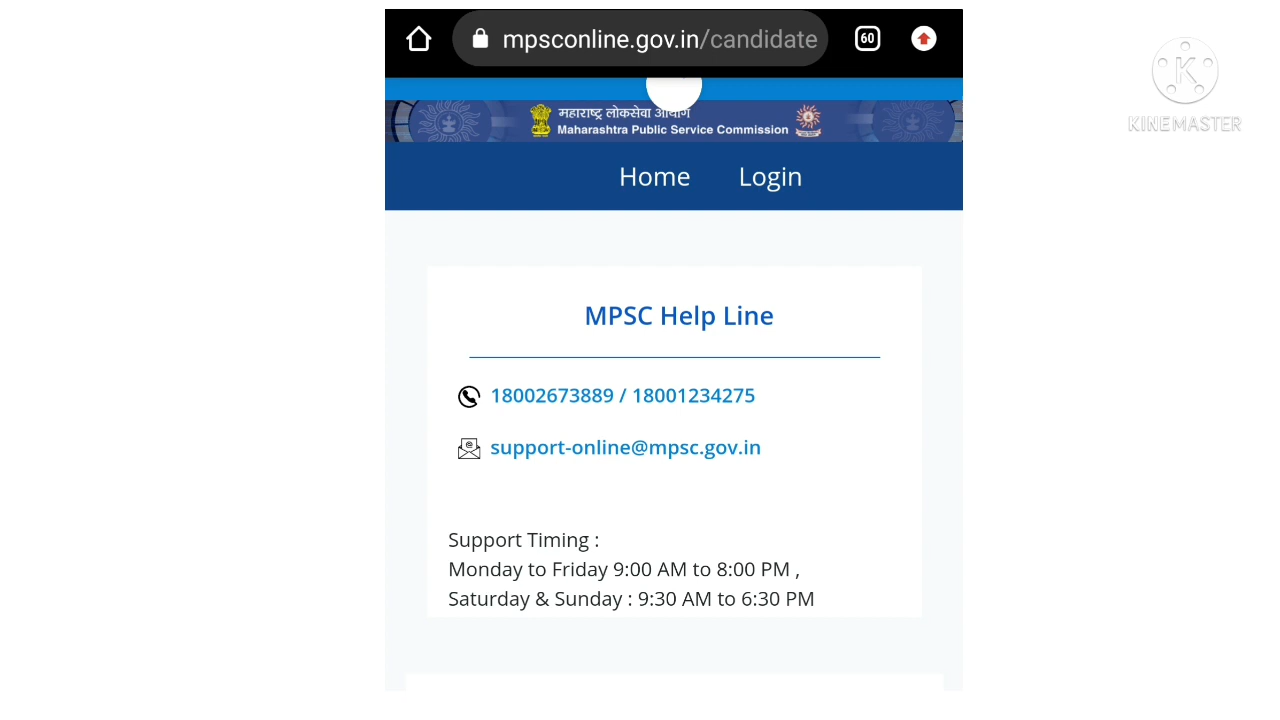 mpsconline.gov.in/candidate
60
महाराष्ट्र लोकसेवा आयोग
Maharashtra Public Service Commission
K
KINEMASTER
Home Login
MPSC Help Line
18002673889 / 18001234275
support-online@mpsc.gov.in
Support Timing :
Monday to Friday 9:00 AM to 8:00 PM ,
Saturday & Sunday : 9:30 AM to 6:30 PM